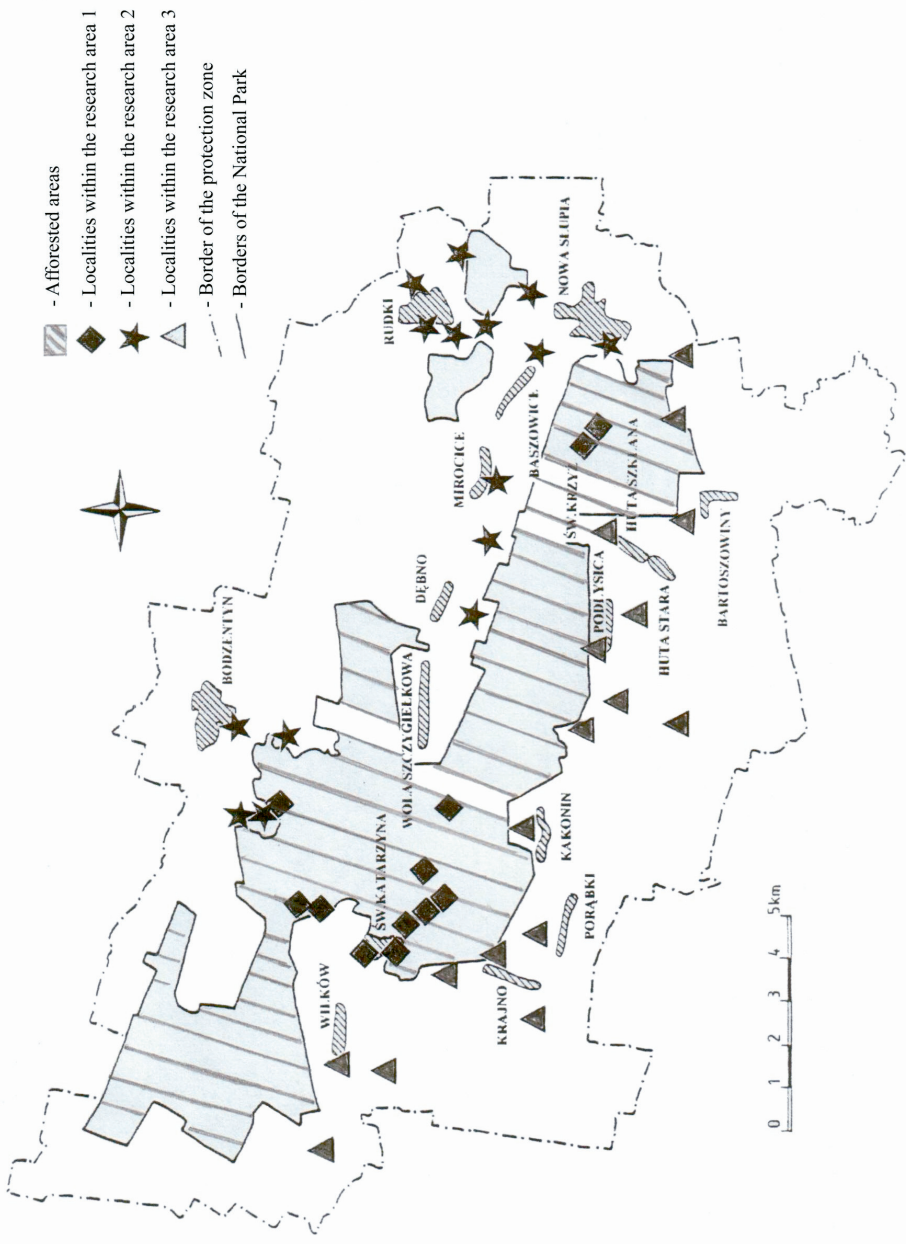 - Afforested areas
- Localities within the research area 1
- Localities within the research area 2
- Localities within the research area 3
- Border of the protection zone
- Borders of the National Park
BODZENTYN
RUDKI
NOWA SŁUPIA
MIROCICE
BASZOWICE
DĘBNO
ŚW.KRZYŻ
HUTA SZKLANA
WOLA SZCZYGIEŁKOWA
PODŁYSICA
HUTA STARA
BARTOSZOWINY
ŚW.KATARZYNA
KAKONIN
WILKÓW
KRAJNO
PORĄBKI
0 1 2 3 4 5km